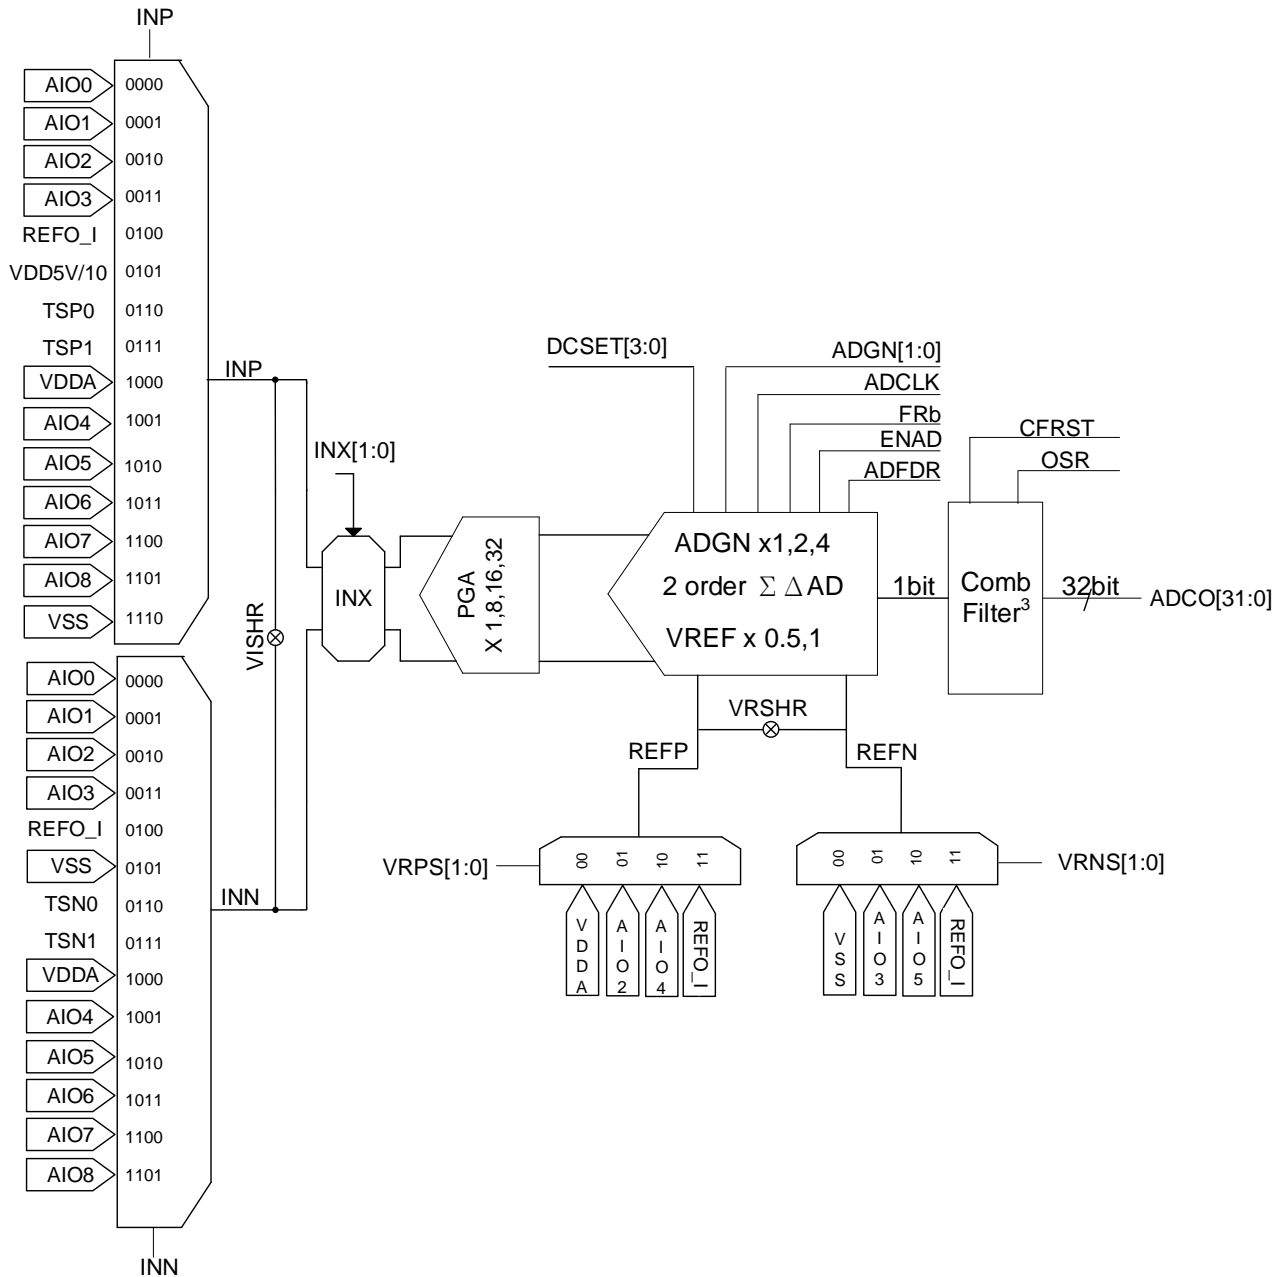 INP
AIO0 0000
AIO1 0001
AIO2 0010
AIO3 0011
REFO_I 0100
VDD5V/10 0101
TSP0 0110
TSP1 0111
VDDA 1000
AIO4 1001
AIO5 1010
AIO6 1011
AIO7 1100
AIO8 1101
VSS 1110
INP
VISHR
AIO0 0000
AIO1 0001
AIO2 0010
AIO3 0011
REFO_I 0100
VSS 0101
TSN0 0110
TSN1 0111
VDDA 1000
AIO4 1001
AIO5 1010
AIO6 1011
AIO7 1100
AIO8 1101
INN
INN
INX[1:0]
INX
PGA
X 1,8,16,32
DCSET[3:0]
ADGN[1:0]
ADCLK
FRb
ENAD
ADFDR
ADGN x1,2,4
2 order Σ Δ AD
VREF x 0.5,1
1bit
CFRST
OSR
Comb
Filter³
32bit
ADCO[31:0]
VRSHR
REFP
REFN
VRPS[1:0]
00 01 10 11
VDDA
AIO2
AIO4
REFO_I
00 01 10 11
VRNS[1:0]
VSS
AIO3
AIO5
REFO_I